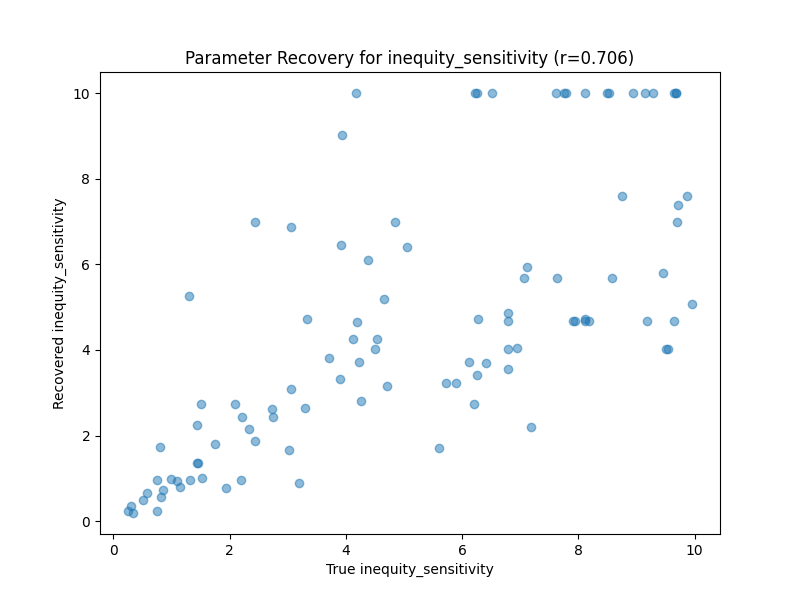 Parameter Recovery for inequity_sensitivity (r=0.706)
10
8
6
4
2
0
Recovered inequity_sensitivity
0 2 4 6 8 10
True inequity_sensitivity